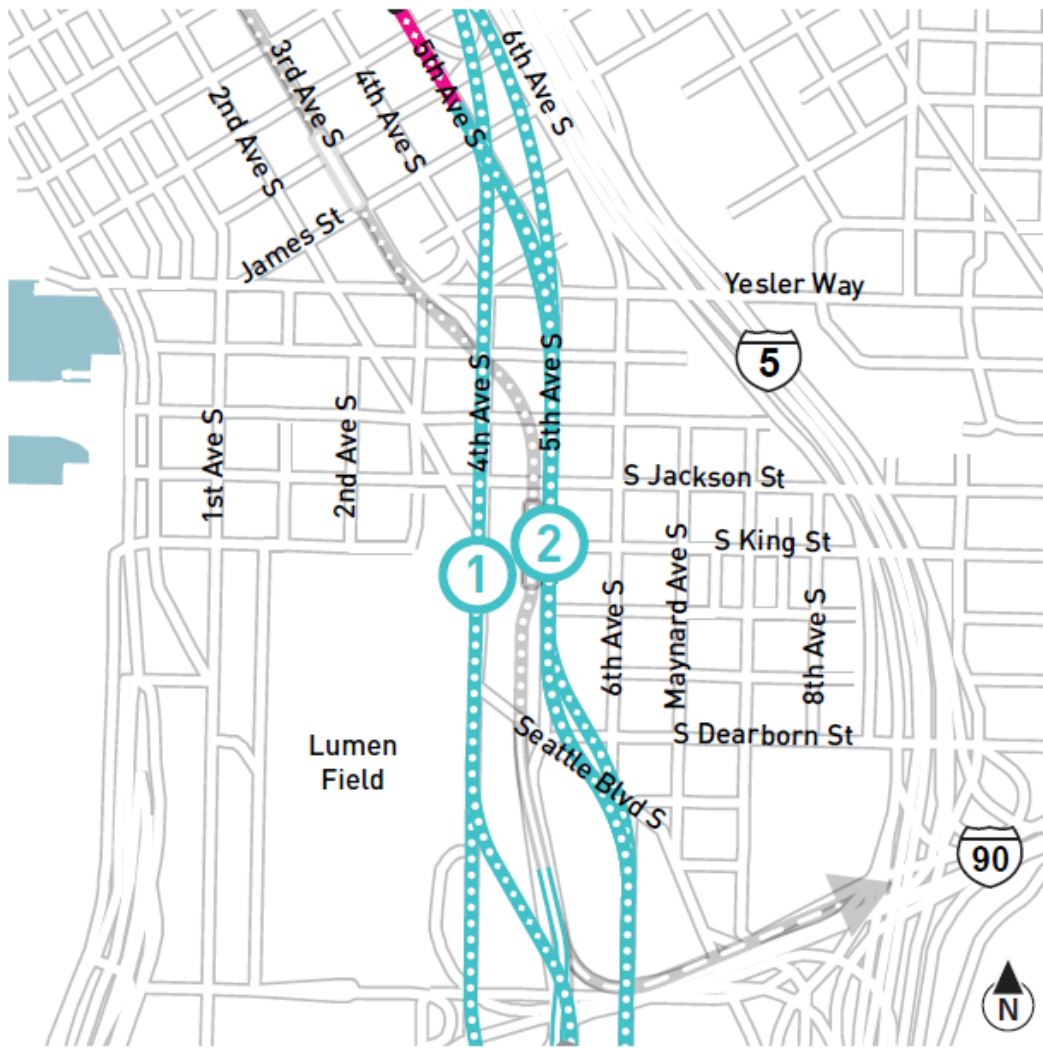 3rd Ave S
5th Ave S
6th Ave S
4th Ave S
2nd Ave S
James St
Yesler Way
5
4th Ave S
5th Ave S
1st Ave S
2nd Ave S
S Jackson St
S King St
1
2
6th Ave S
Maynard Ave S
8th Ave S
S Dearborn St
Lumen
Field
Seattle Blvd S
90
N